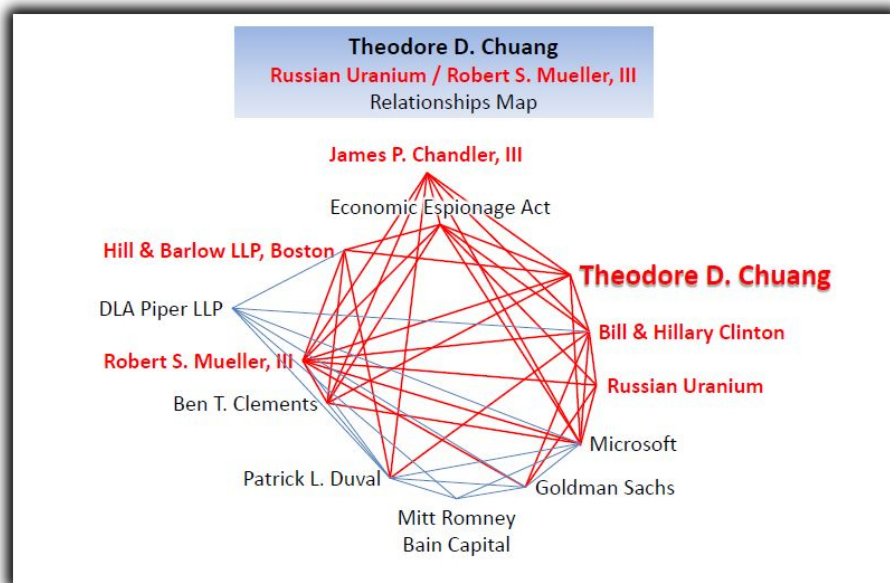 Theodore D. Chuang
Russian Uranium / Robert S. Mueller, III
Relationships Map
James P. Chandler, III
Economic Espionage Act
Hill & Barlow LLP, Boston
Theodore D. Chuang
DLA Piper LLP
Bill & Hillary Clinton
Robert S. Mueller, III
Russian Uranium
Ben T. Clements
Microsoft
Patrick L. Duval
Goldman Sachs
Mitt Romney
Bain Capital